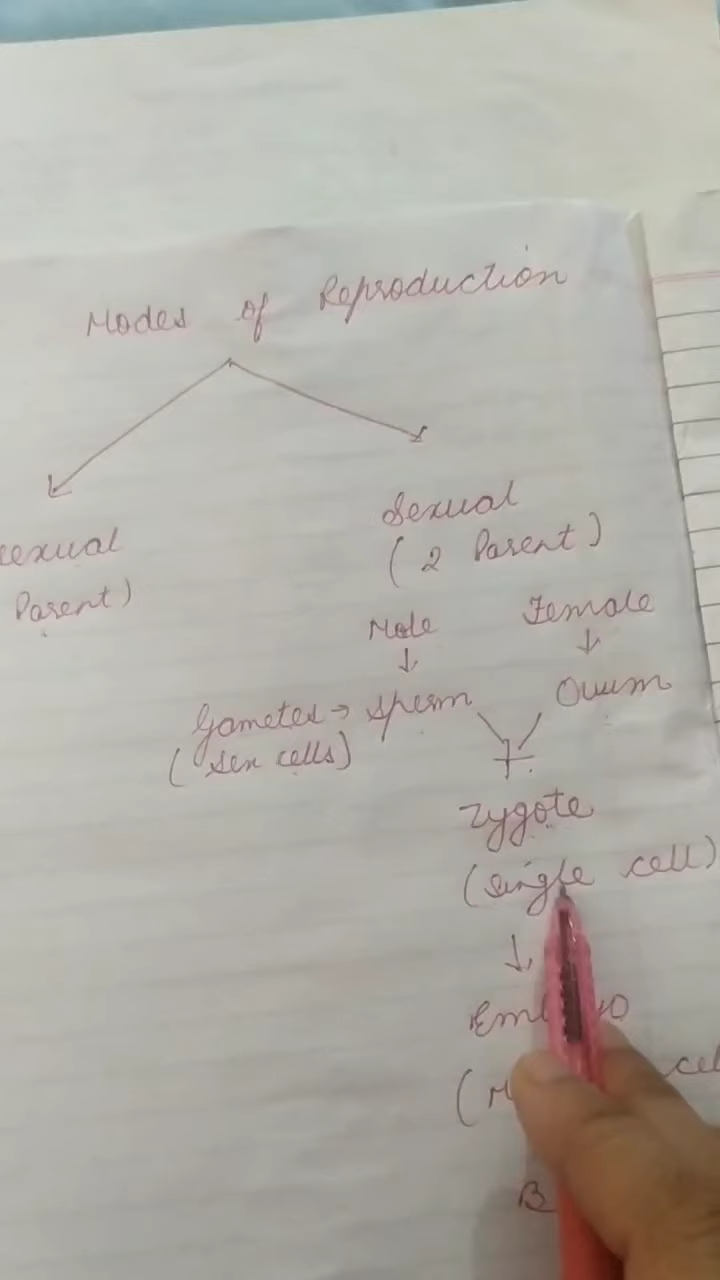 Modes of Reproduction
exual
Sexual
Parent)
(2 Parent)
Male Female
↓ ↓
Gametes → Sperm Ovum
(Sex cells)
+
Zygote
(Single cell)
↓
(
B